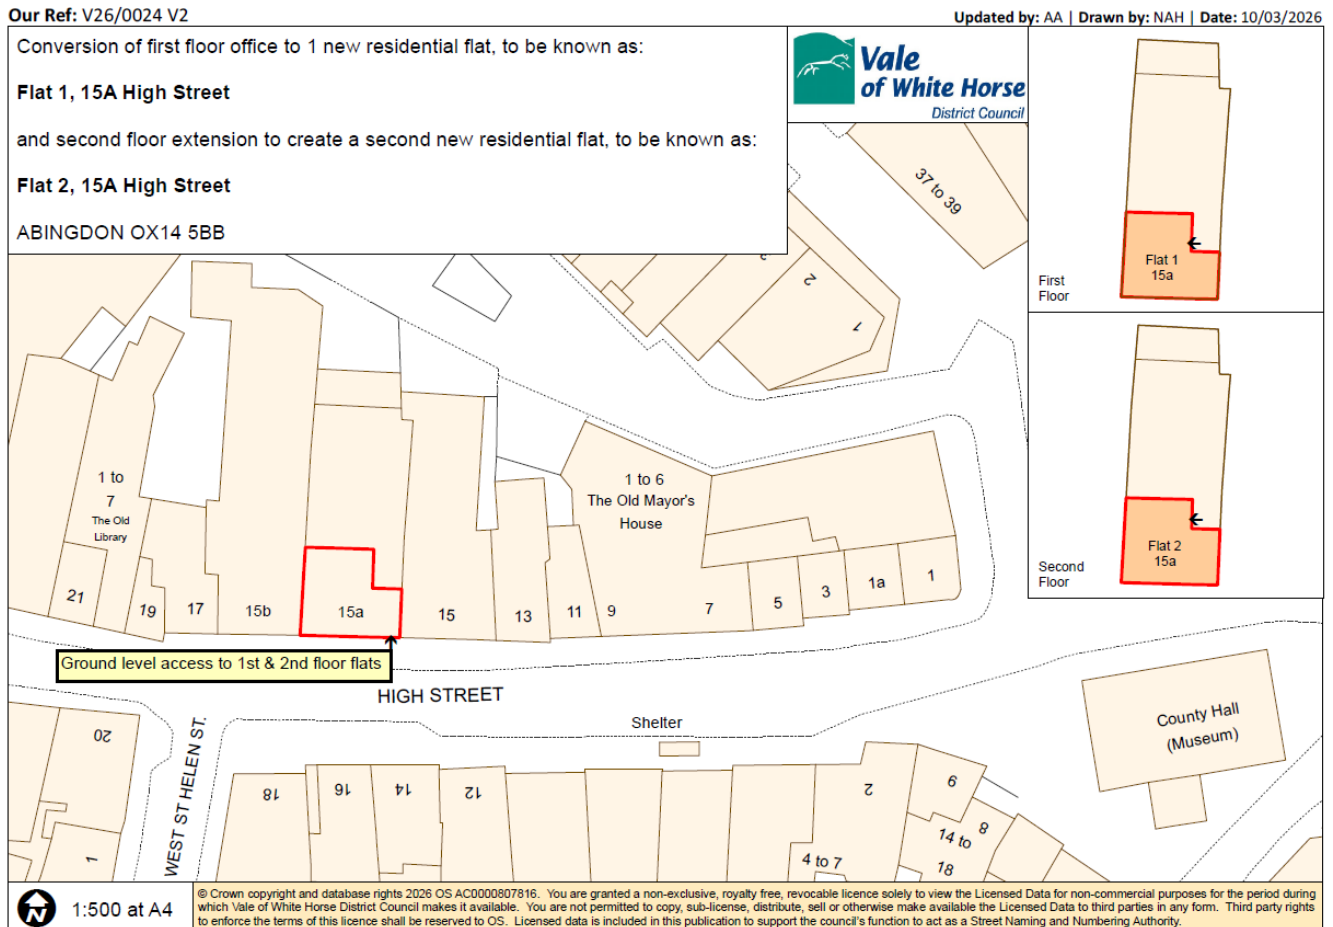 Our Ref: V26/0024 V2
Updated by: AA | Drawn by: NAH | Date: 10/03/2026
Conversion of first floor office to 1 new residential flat, to be known as:
Flat 1, 15A High Street
and second floor extension to create a second new residential flat, to be known as:
Flat 2, 15A High Street
ABINGDON OX14 5BB
Vale
of White Horse
District Council
Flat 1
15a
First
Floor
Flat 2
15a
Second
Floor
37 to 39
2
1
1 to
7
The Old
Library
1 to 6
The Old Mayor's
House
21
19
17
15b
15a
15
13
11
9
7
5
3
1a
1
Ground level access to 1st & 2nd floor flats
HIGH STREET
Shelter
County Hall
(Museum)
WEST ST HELEN ST.
20
1
18
16
14
12
2
9
8
14 to
18
4 to 7
N
1:500 at A4
© Crown copyright and database rights 2026 OS AC0000807816. You are granted a non-exclusive, royalty free, revocable licence solely to view the Licensed Data for non-commercial purposes for the period during
which Vale of White Horse District Council makes it available. You are not permitted to copy, sub-license, distribute, sell or otherwise make available the Licensed Data to third parties in any form. Third party rights
to enforce the terms of this licence shall be reserved to OS. Licensed data is included in this publication to support the council's function to act as a Street Naming and Numbering Authority.